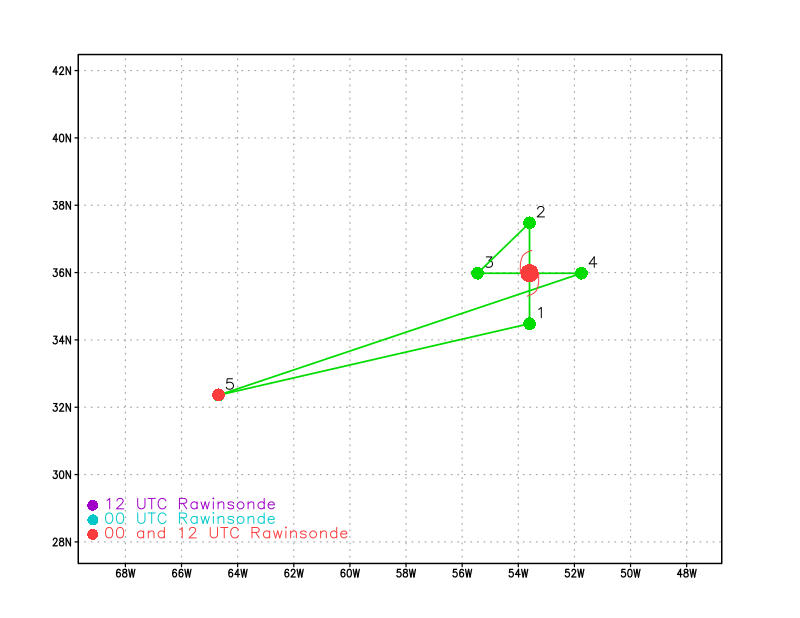 42N
40N
38N
2
3
4
36N
1
34N
5
32N
30N
12 UTC Rawinsonde
00 UTC Rawinsonde
00 and 12 UTC Rawinsonde
28N
68W 66W 64W 62W 60W 58W 56W 54W 52W 50W 48W